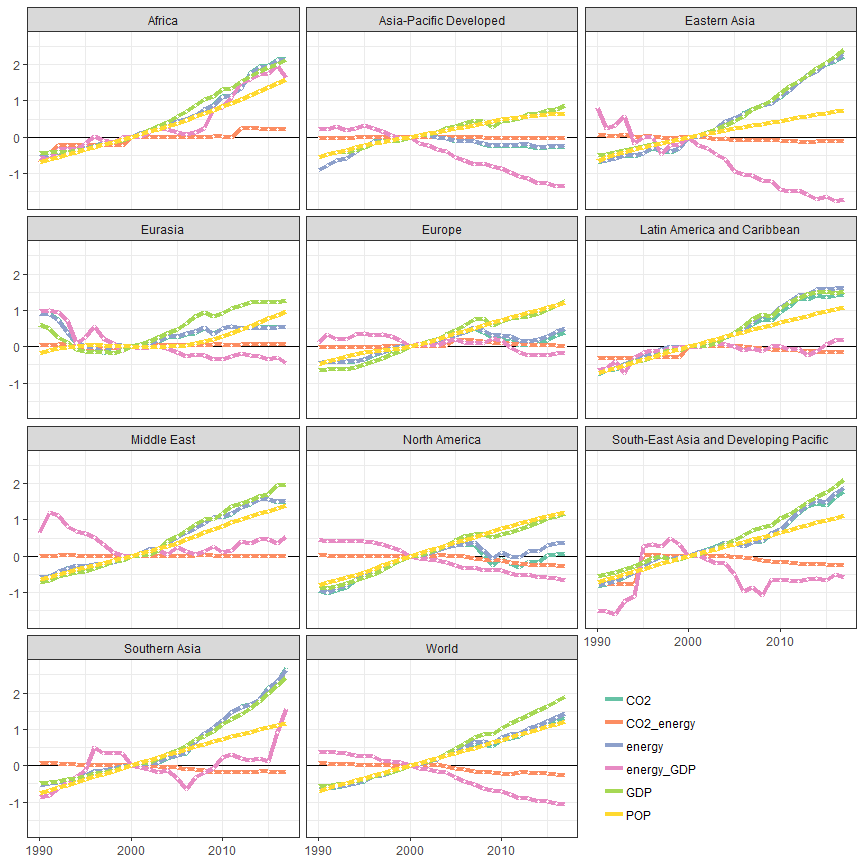 Africa
Asia-Pacific Developed
Eastern Asia
2
1
0
-1
Eurasia
Europe
Latin America and Caribbean
2
1
0
-1
Middle East
North America
South-East Asia and Developing Pacific
2
1
0
-1
1990 2000 2010
Southern Asia
World
2
1
0
-1
1990 2000 2010 1990 2000 2010
CO2
CO2_energy
energy
energy_GDP
GDP
POP